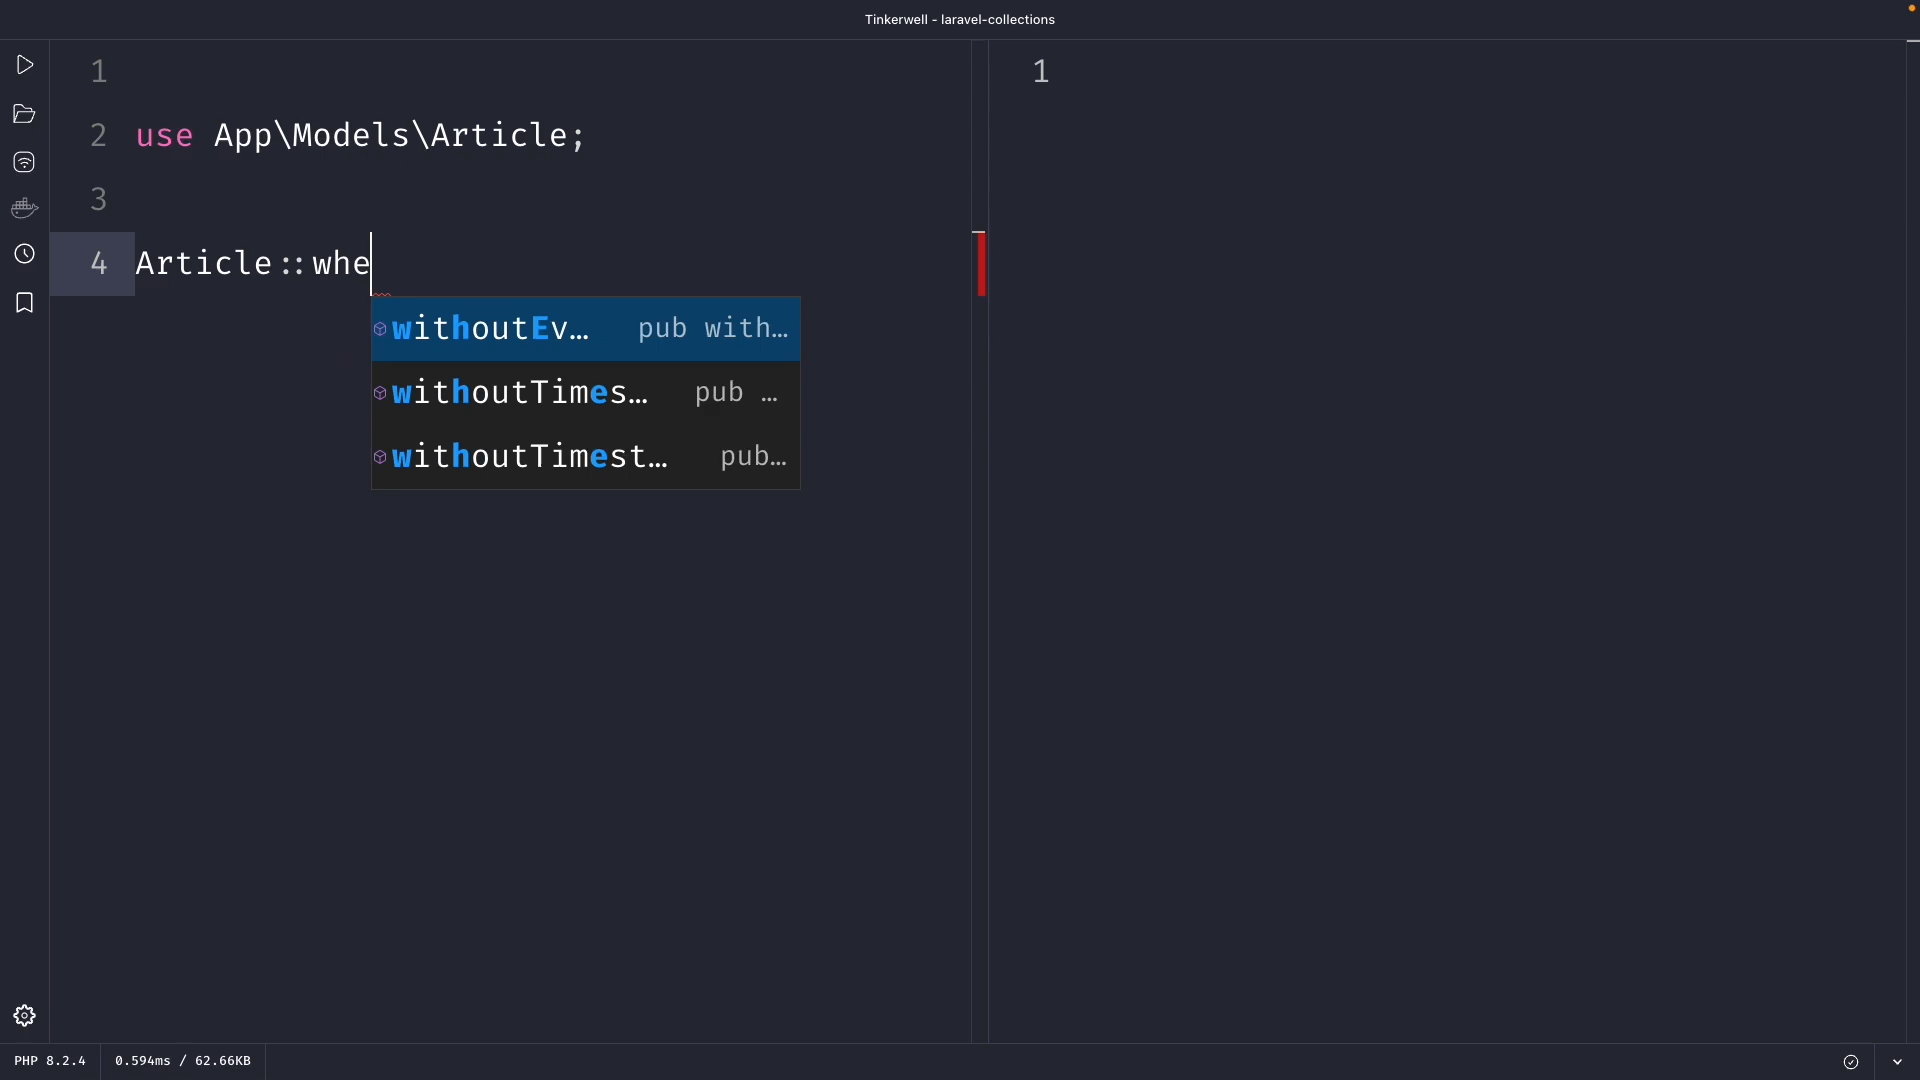 Tinkerwell - laravel-collections
1
2 use App\Models\Article;
3
4 Article::whe
withoutEv… pub with…
withoutTimes… pub …
withoutTimest… pub…
1
PHP 8.2.4 0.594ms / 62.66KB